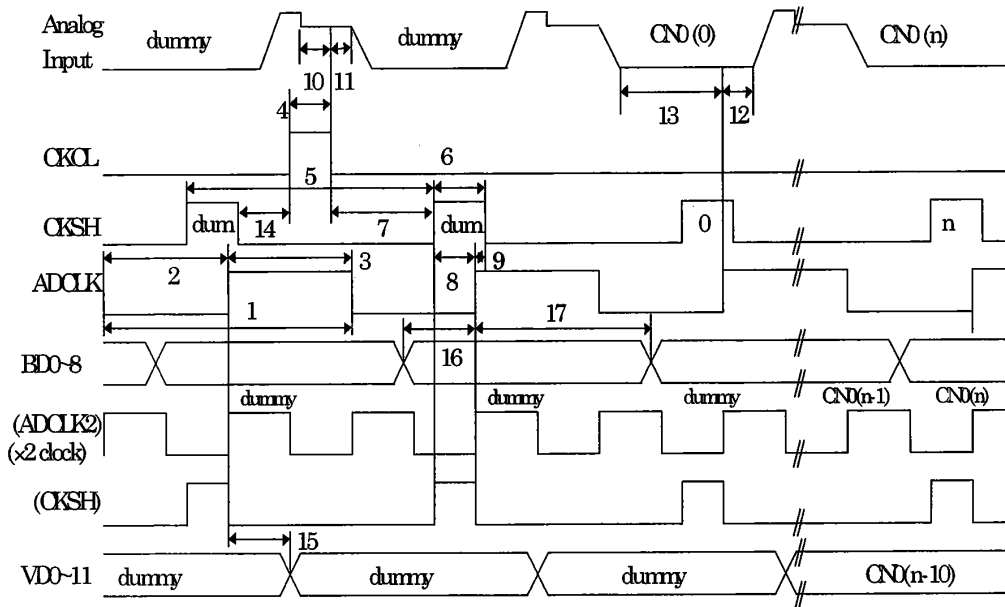 Analog
Input
dummy
dummy
CN0 (0)
CN0 (n)
10
11
4
13
12
CKCL
6
5
CKSH
dum
14
7
dum
0
n
ADCLK
2
3
8
9
1
17
BD0~8
16
dummy
dummy
dummy
CN0(n-1)
CN0(n)
(ADCLK2)
(×2 clock)
(CKSH)
15
VD0~11
dummy
dummy
dummy
CN0(n-10)